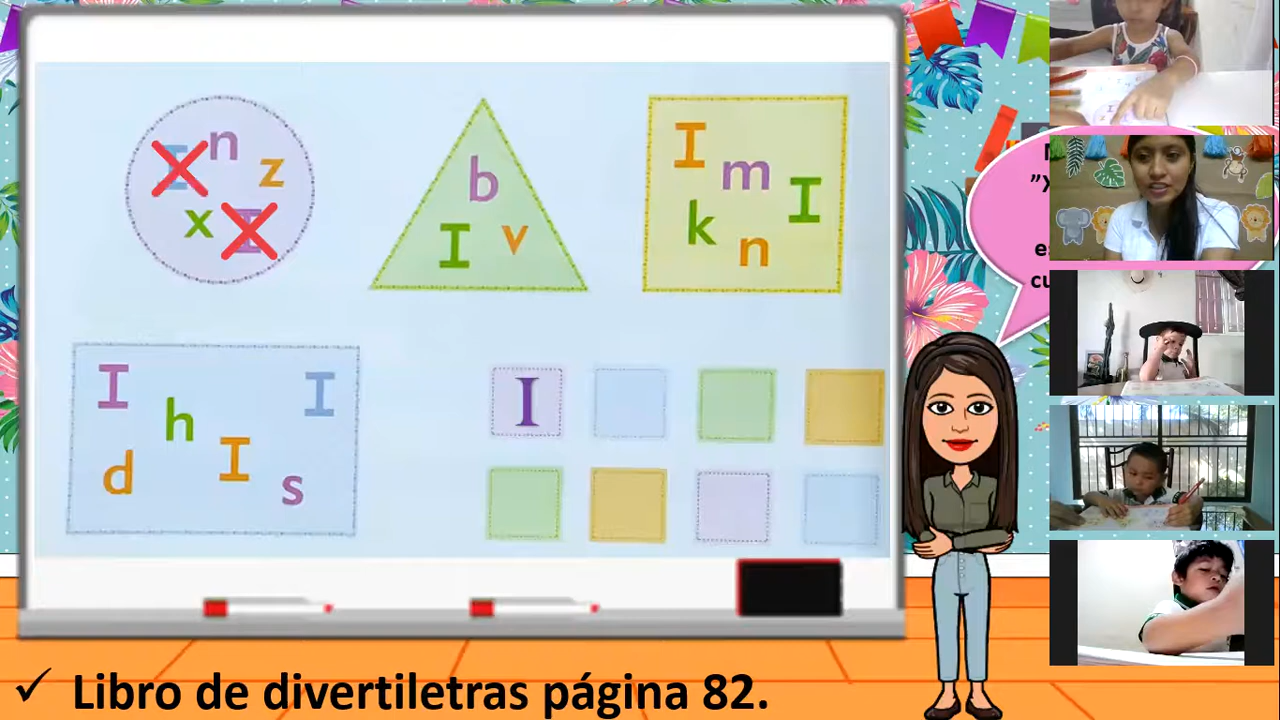 I n z
x I
b
I v
I m
k I
n
I h I
d I s
I
"X
✓ Libro de divertiletras página 82.